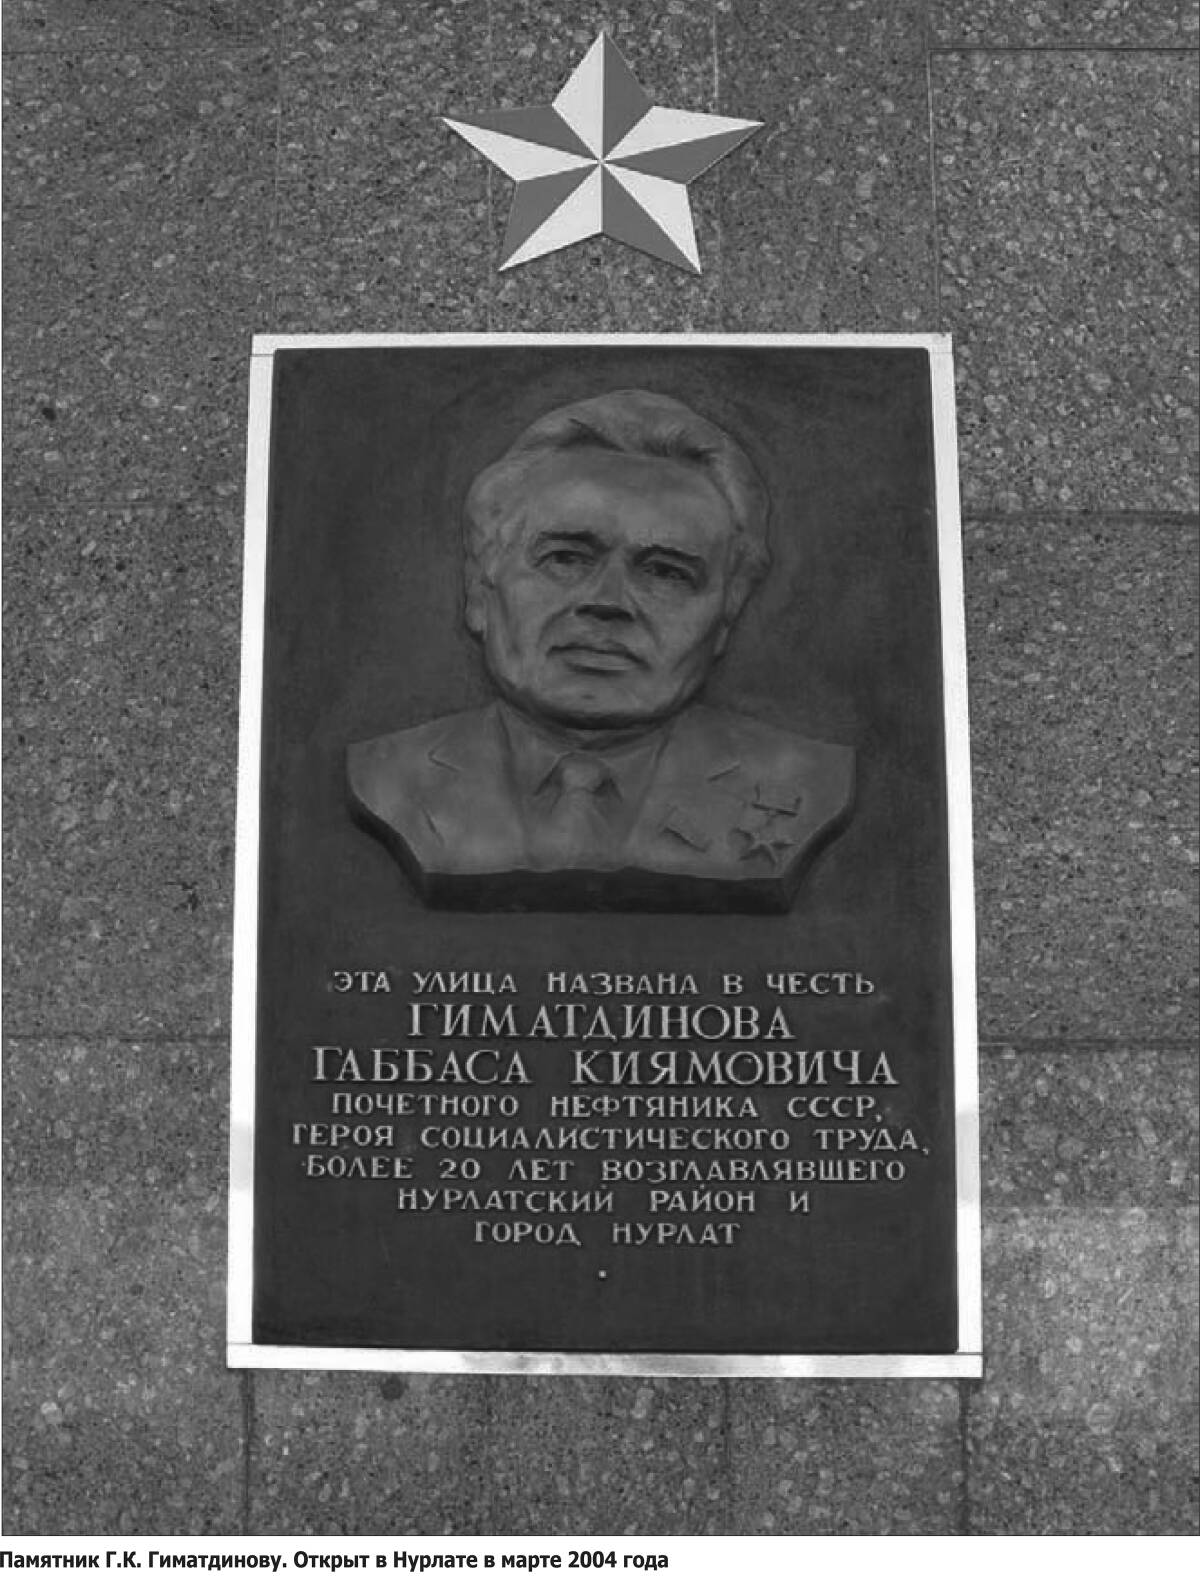 ЭТА УЛИЦА НАЗВАНА В ЧЕСТЬ
ГИМАТДИНОВА
ГАББАСА КИЯМОВИЧА
ПОЧЕТНОГО НЕФТЯНИКА СССР,
ГЕРОЯ СОЦИАЛИСТИЧЕСКОГО ТРУДА,
БОЛЕЕ 20 ЛЕТ ВОЗГЛАВЛЯВШЕГО
НУРЛАТСКИЙ РАЙОН И
ГОРОД НУРЛАТ
Памятник Г.К. Гиматдинову. Открыт в Нурлате в марте 2004 года